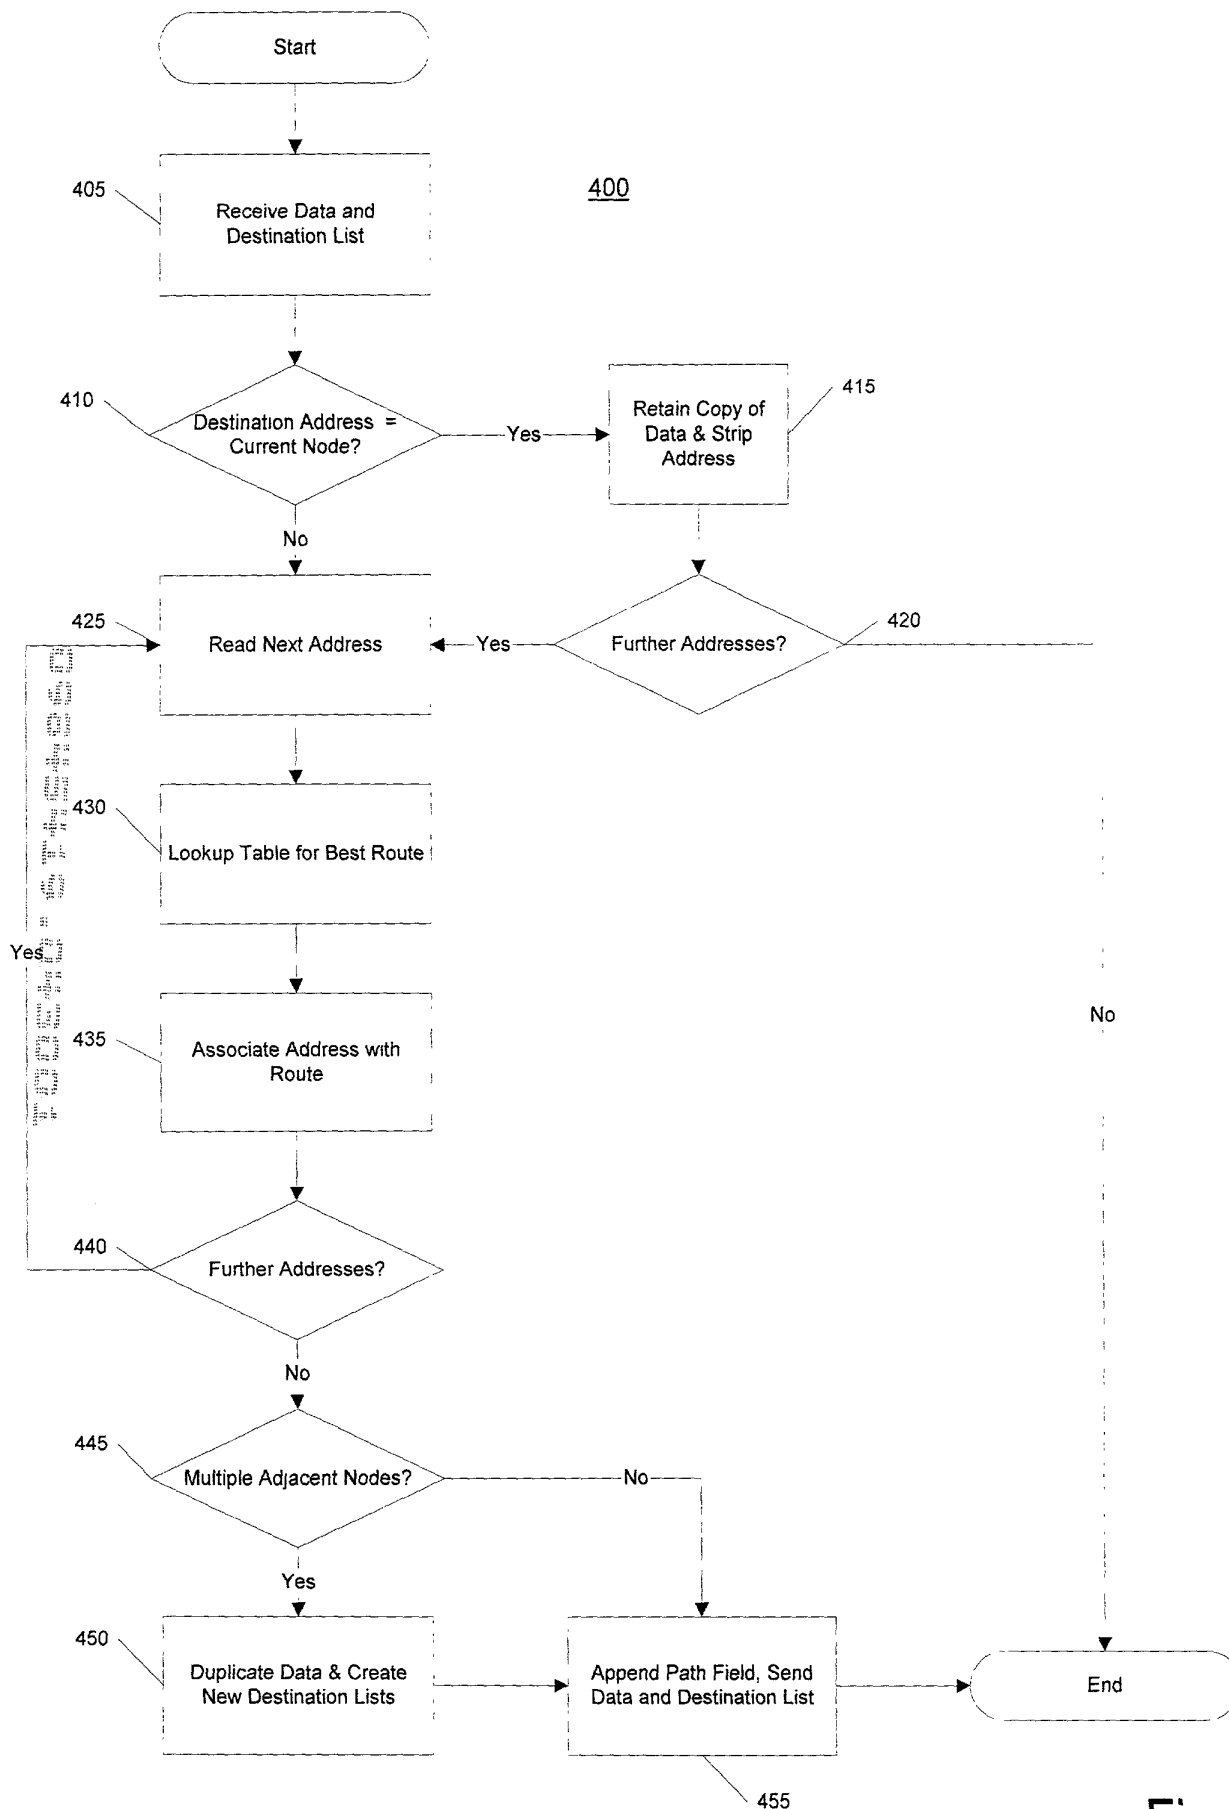 Start
400
405
Receive Data and
Destination List
410
Destination Address =
Current Node?
Yes
415
Retain Copy of
Data & Strip
Address
No
425
Read Next Address
Yes
Further Addresses?
420
430
Lookup Table for Best Route
Yes
No
435
Associate Address with
Route
440
Further Addresses?
No
445
Multiple Adjacent Nodes?
No
Yes
450
Duplicate Data & Create
New Destination Lists
Append Path Field, Send
Data and Destination List
End
455